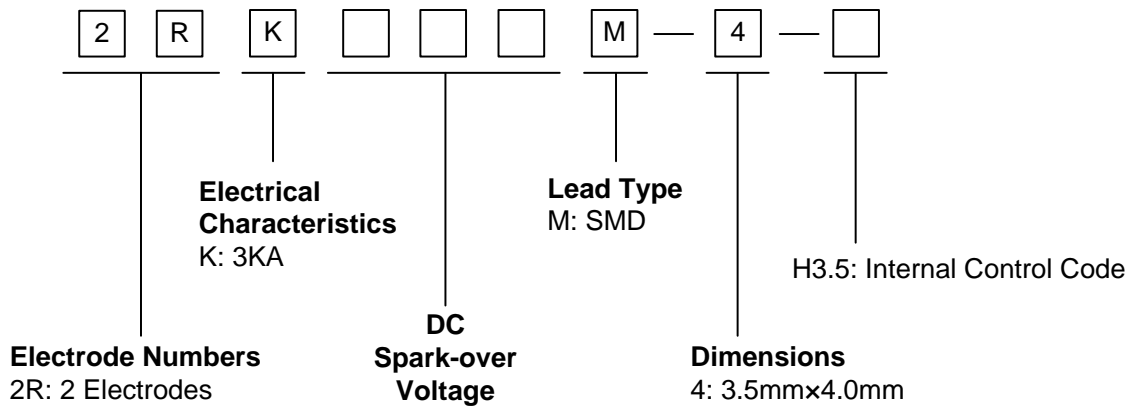 2 R K M 4
Electrical
Characteristics
K: 3KA
Lead Type
M: SMD
H3.5: Internal Control Code
Electrode Numbers
2R: 2 Electrodes
DC
Spark-over
Voltage
Dimensions
4: 3.5mm×4.0mm